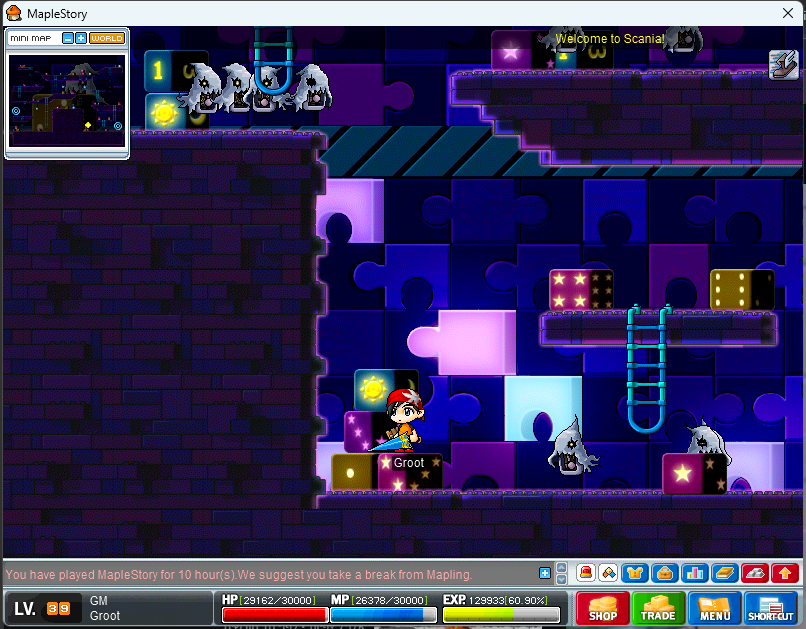 MapleStory
MINI MAP
WORLD
Welcome to Scania!
1
Groot
You have played MapleStory for 10 hour(s).We suggest you take a break from Mapling.
LV. 39
GM
Groot
HP[29162/30000]
MP[26378/30000]
EXP 129933[60.90%]
SHOP
TRADE
MENU
SHORTCUT